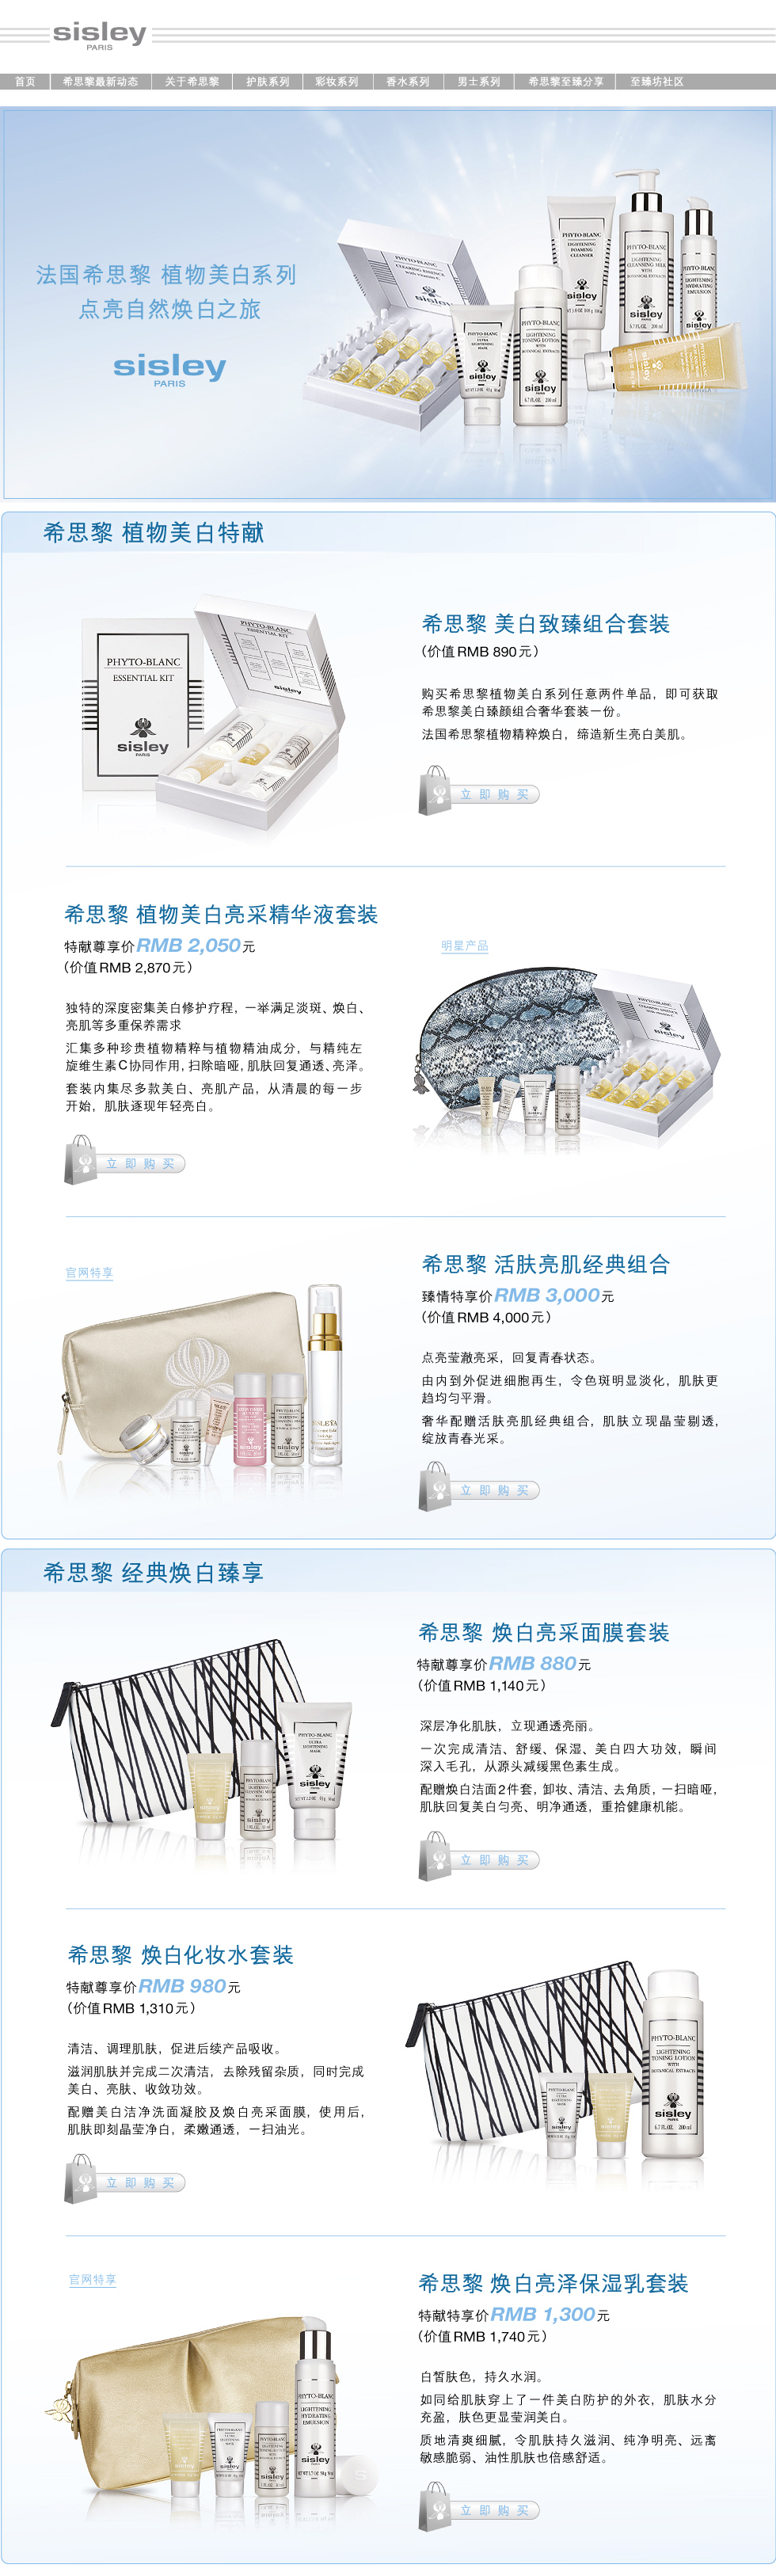 sisley
PARIS
首页 希思黎最新动态 关于希思黎 护肤系列 彩妆系列 香水系列 男士系列 希思黎至臻分享 至臻坊社区
法国希思黎 植物美白系列
点亮自然焕白之旅
sisley
PARIS
希思黎 植物美白特献
PHYTO-BLANC
ESSENTIAL KIT
sisley
PARIS
希思黎 美白致臻组合套装
(价值RMB 890元)
购买希思黎植物美白系列任意两件单品，即可获取
希思黎美白臻颜组合奢华套装一份。
法国希思黎植物精粹焕白，缔造新生亮白美肌。
立即购买
希思黎 植物美白亮采精华液套装
特献尊享价RMB 2,050元
(价值RMB 2,870元)
独特的深度密集美白修护疗程，一举满足淡斑、焕白、
亮肌等多重保养需求
汇集多种珍贵植物精粹与植物精油成分，与精纯左
旋维生素C协同作用,扫除暗哑,肌肤回复通透、亮泽。
套装内集尽多款美白、亮肌产品，从清晨的每一步
开始，肌肤逐现年轻亮白。
立即购买
明星产品
官网特享
希思黎 活肤亮肌经典组合
臻情特享价RMB 3,000元
(价值RMB 4,000元)
点亮莹澈亮采，回复青春状态。
由内到外促进细胞再生，令色斑明显淡化，肌肤更
趋均匀平滑。
奢华配赠活肤亮肌经典组合，肌肤立现晶莹剔透，
绽放青春光采。
立即购买
希思黎 经典焕白臻享
希思黎 焕白亮采面膜套装
特献尊享价RMB 880元
(价值RMB 1,140元)
深层净化肌肤，立现通透亮丽。
一次完成清洁、舒缓、保湿、美白四大功效，瞬间
深入毛孔，从源头减缓黑色素生成。
配赠焕白洁面2件套，卸妆、清洁、去角质，一扫暗哑，
肌肤回复美白匀亮、明净通透，重拾健康机能。
立即购买
希思黎 焕白化妆水套装
特献尊享价RMB 980元
(价值RMB 1,310元)
清洁、调理肌肤，促进后续产品吸收。
滋润肌肤并完成二次清洁，去除残留杂质，同时完成
美白、亮肤、收敛功效。
配赠美白洁净洗面凝胶及焕白亮采面膜，使用后，
肌肤即刻晶莹净白，柔嫩通透，一扫油光。
立即购买
PHYTO-BLANC
LIGHTENING
TONING LOTION
WITH
BOTANICAL EXTRACTS
sisley
PARIS
6.7 FL.OZ. 200 ml
官网特享
希思黎 焕白亮泽保湿乳套装
特献特享价RMB 1,300元
(价值RMB 1,740元)
白皙肤色，持久水润。
如同给肌肤穿上了一件美白防护的外衣，肌肤水分
充盈，肤色更显莹润美白。
质地清爽细腻，令肌肤持久滋润、纯净明亮、远离
敏感脆弱、油性肌肤也倍感舒适。
立即购买